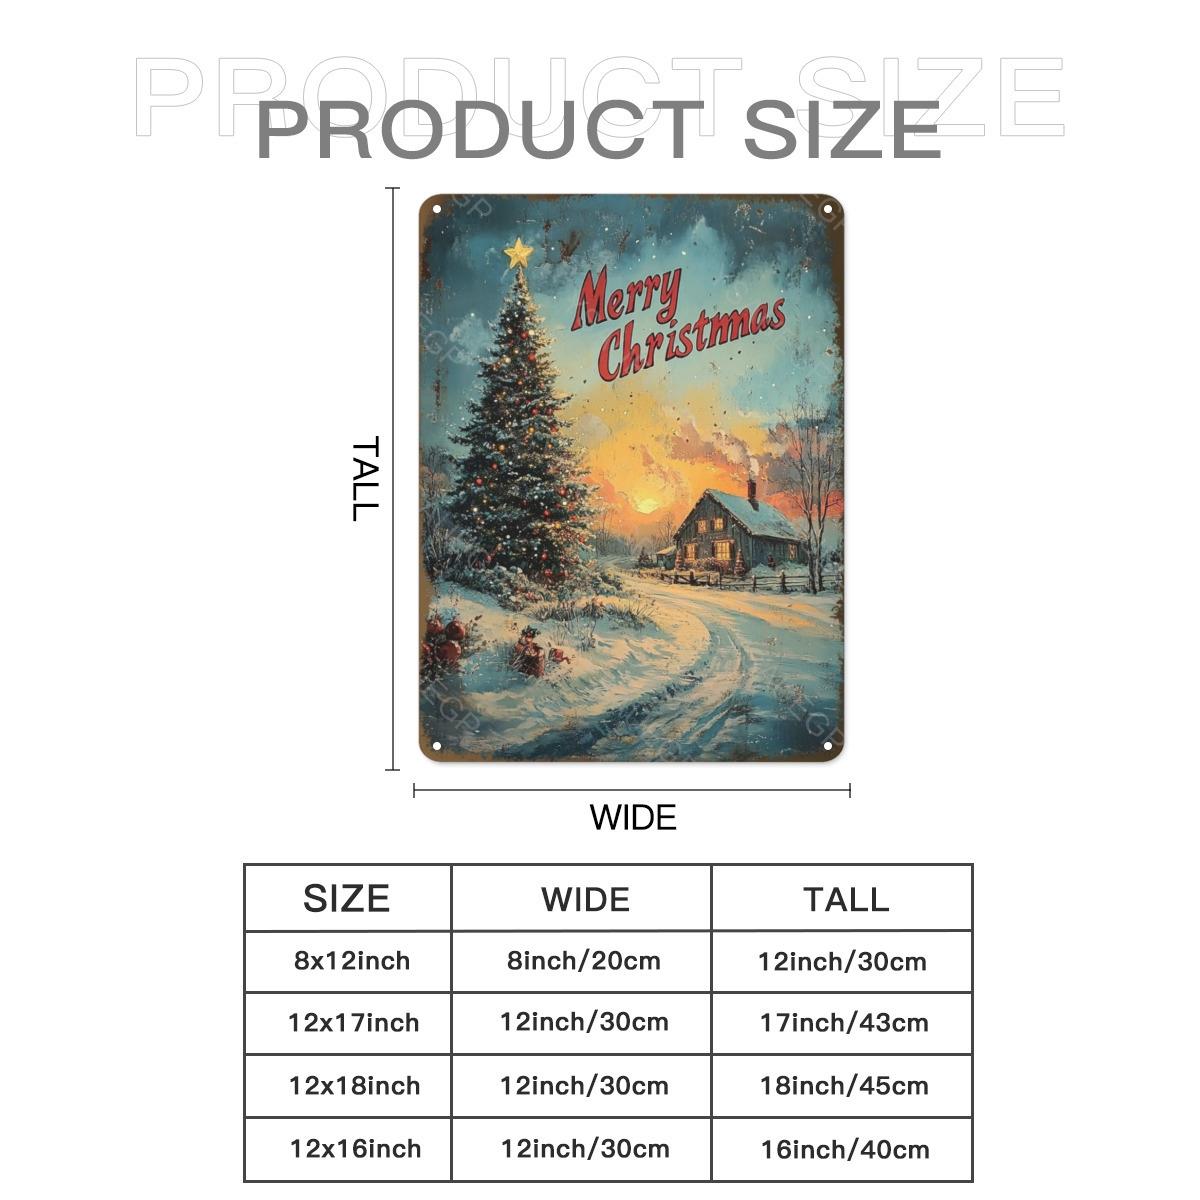 PRODUCT SIZE
PRODUCT SIZE
Merry
Christmas
TALL
WIDE
SIZE WIDE TALL
8x12inch 8inch/20cm 12inch/30cm
12x17inch 12inch/30cm 17inch/43cm
12x18inch 12inch/30cm 18inch/45cm
12x16inch 12inch/30cm 16inch/40cm